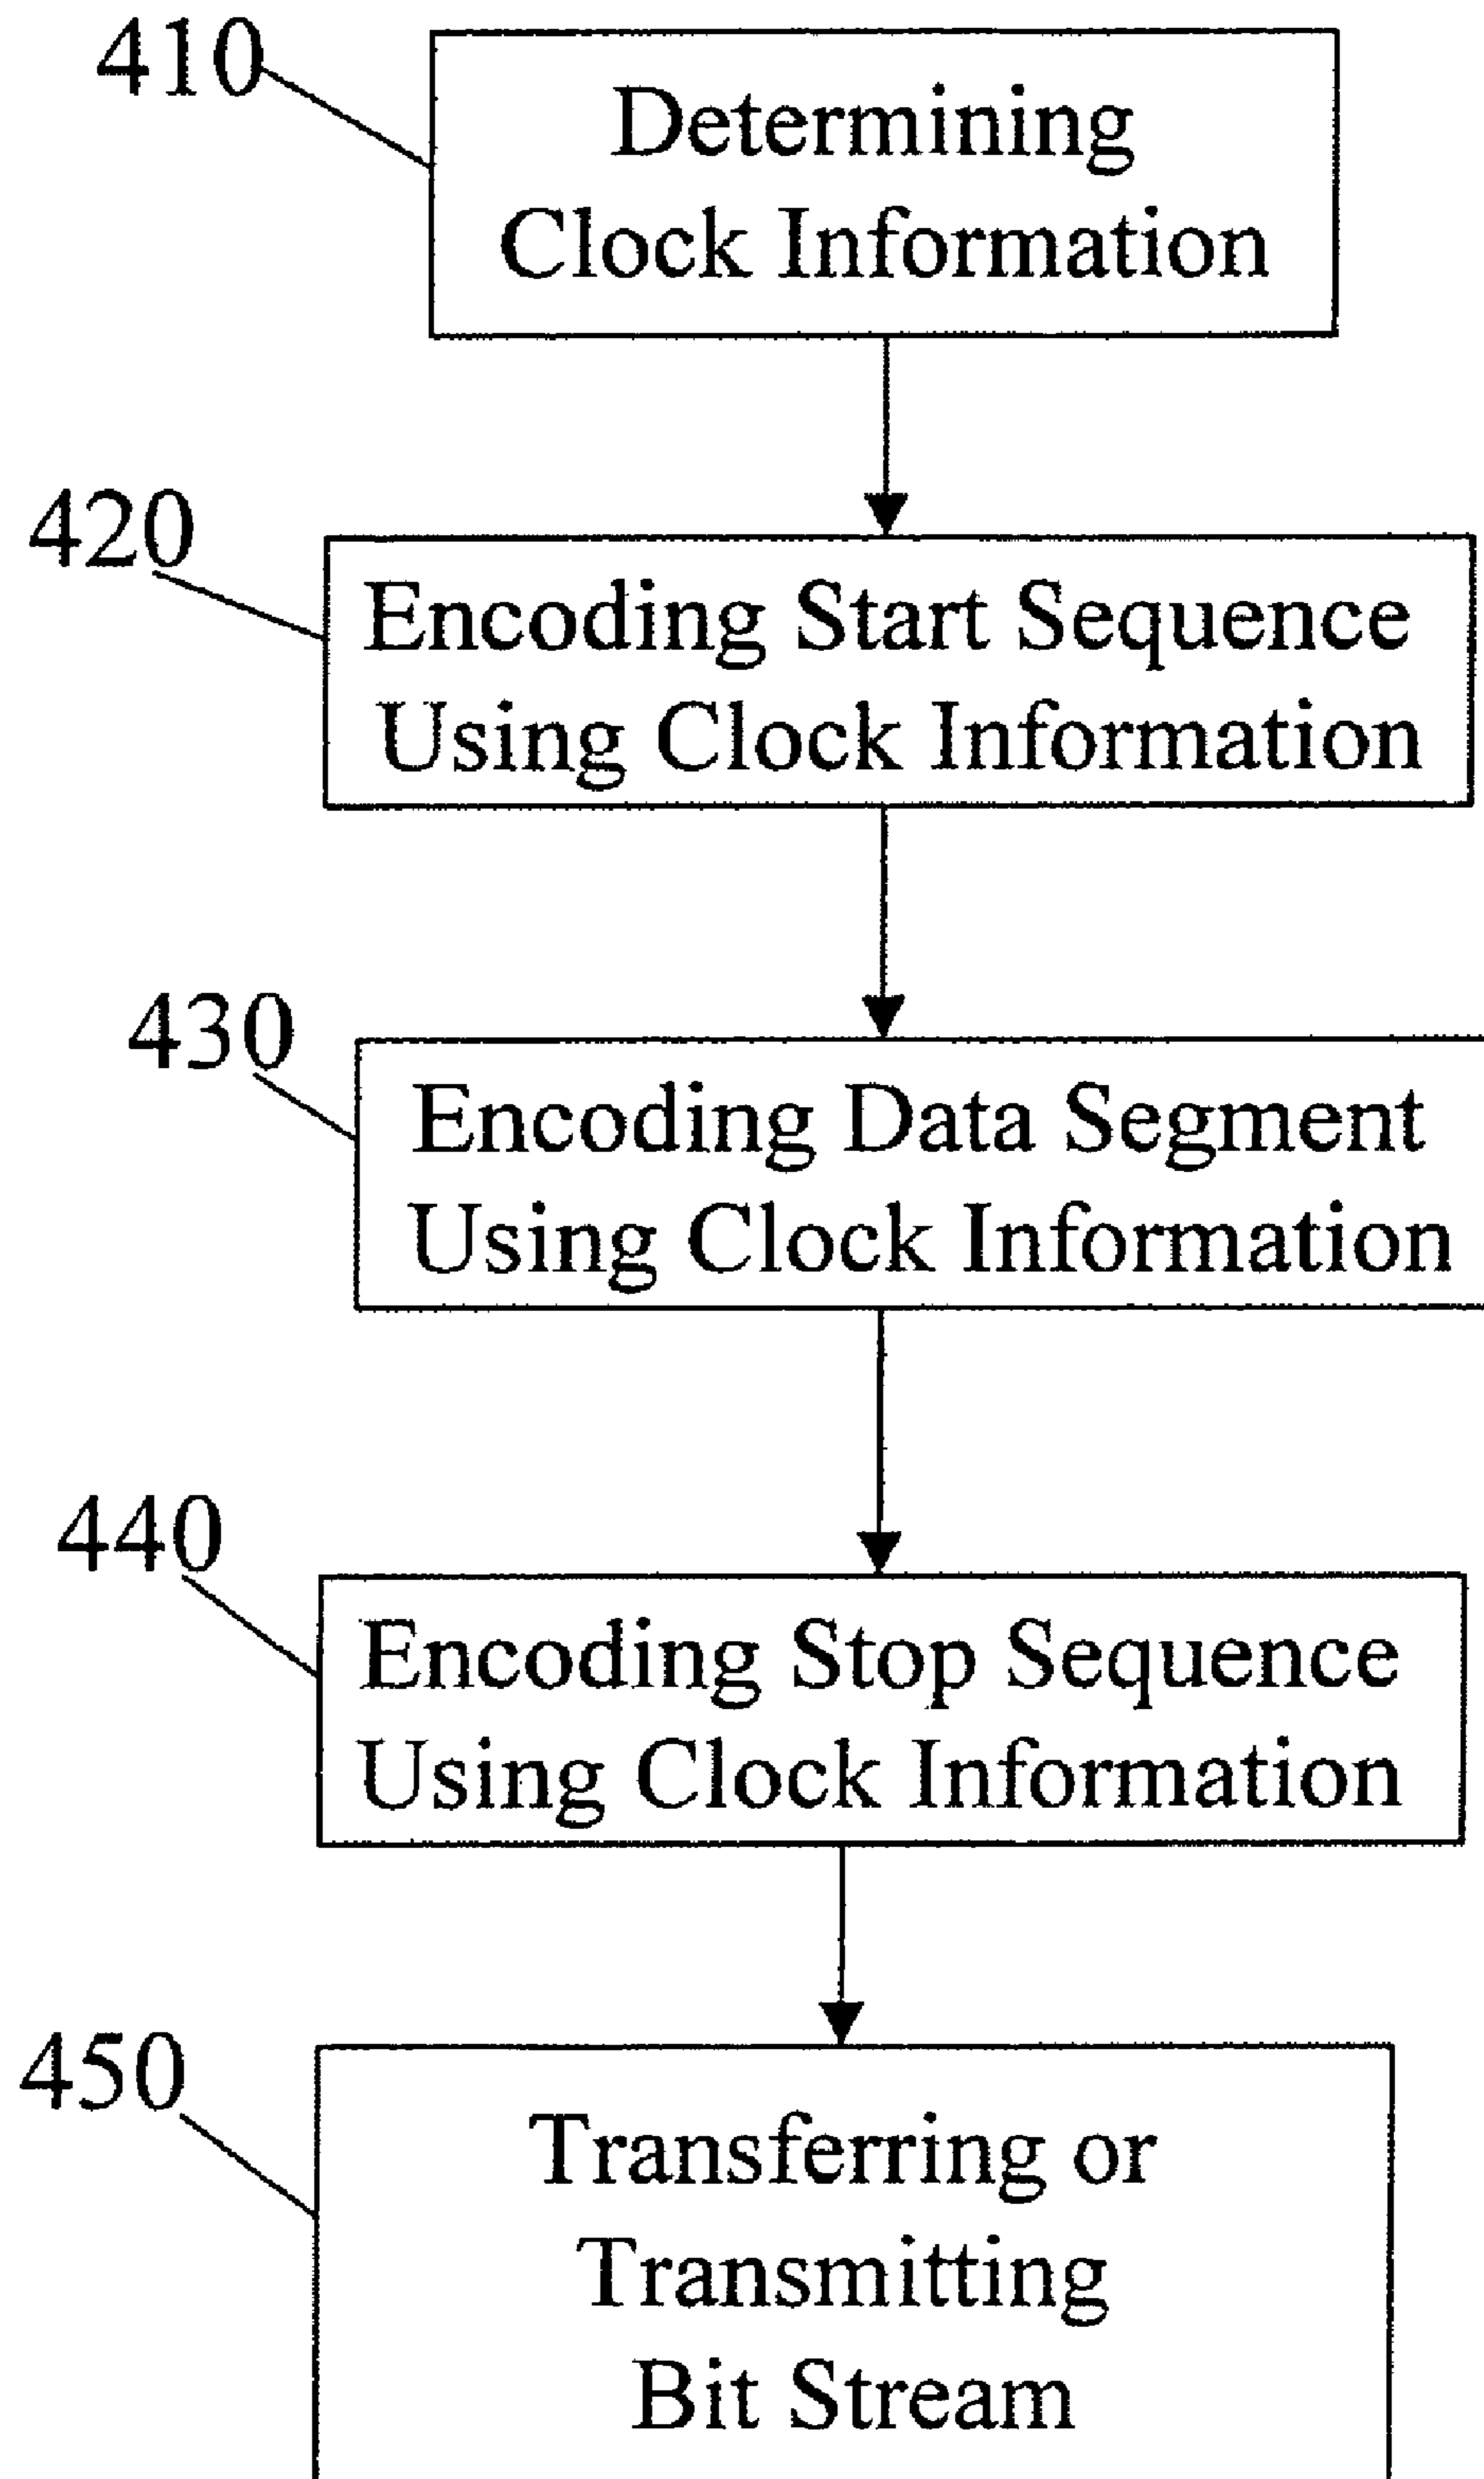 410
Determining
Clock Information
420
Encoding Start Sequence
Using Clock Information
430
Encoding Data Segment
Using Clock Information
440
Encoding Stop Sequence
Using Clock Information
450
Transferring or
Transmitting
Bit Stream